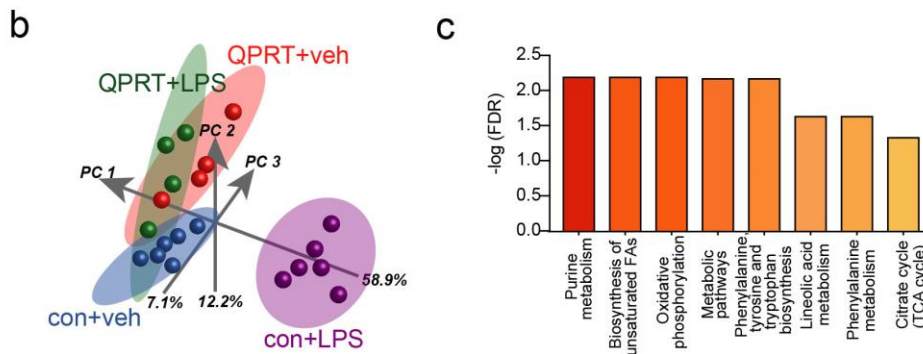 b
QPRT+veh
QPRT+LPS
PC 2
PC 1
PC 3
58.9%
7.1%
12.2%
con+veh
con+LPS
c
-log (FDR)
2.5
2.0
1.5
1.0
0.5
0.0
Purine
metabolism
Biosynthesis of
unsaturated FAs
Oxidative
phosphorylation
Metabolic
pathways
Phenylalanine,
tyrosine and
tryptophan
biosynthesis
Lineolic acid
metabolism
Phenylalanine
metabolism
Citrate cycle
(TCA cycle)